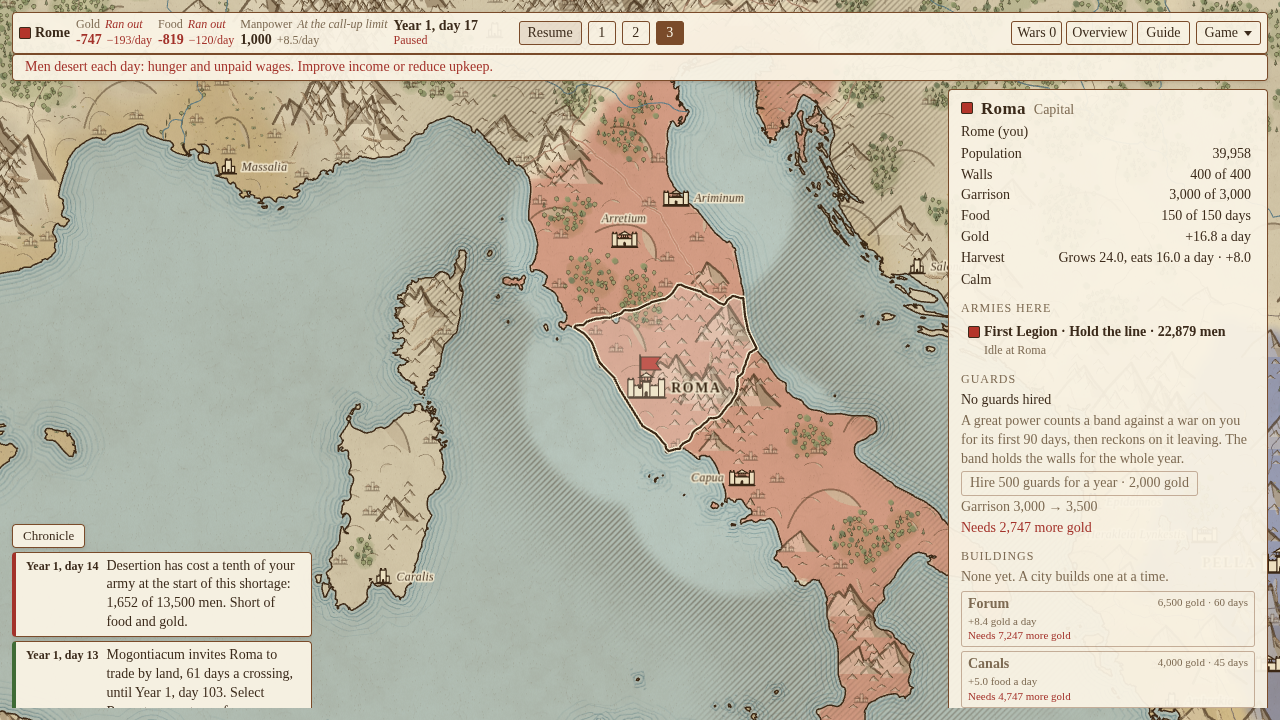 Rome
Gold Ran out
-747 −193/day
Food Ran out
-819 −120/day
Manpower At the call-up limit
1,000 +8.5/day
Year 1, day 17
Paused
Resume
1
2
3
Wars 0
Overview
Guide
Game
Men desert each day: hunger and unpaid wages. Improve income or reduce upkeep.
Massalia
Ariminum
Arretium
Sal
ROMA
Capua
Caralis
Chronicle
Year 1, day 14 Desertion has cost a tenth of your
army at the start of this shortage:
1,652 of 13,500 men. Short of
food and gold.
Year 1, day 13 Mogontiacum invites Roma to
trade by land, 61 days a crossing,
until Year 1, day 103. Select
Roma Capital
Rome (you)
Population 39,958
Walls 400 of 400
Garrison 3,000 of 3,000
Food 150 of 150 days
Gold +16.8 a day
Harvest Grows 24.0, eats 16.0 a day · +8.0
Calm
ARMIES HERE
First Legion · Hold the line · 22,879 men
Idle at Roma
GUARDS
No guards hired
A great power counts a band against a war on you
for its first 90 days, then reckons on it leaving. The
band holds the walls for the whole year.
Hire 500 guards for a year · 2,000 gold
Garrison 3,000 → 3,500
Needs 2,747 more gold
BUILDINGS
None yet. A city builds one at a time.
Forum 6,500 gold · 60 days
+8.4 gold a day
Needs 7,247 more gold
Canals 4,000 gold · 45 days
+5.0 food a day
Needs 4,747 more gold